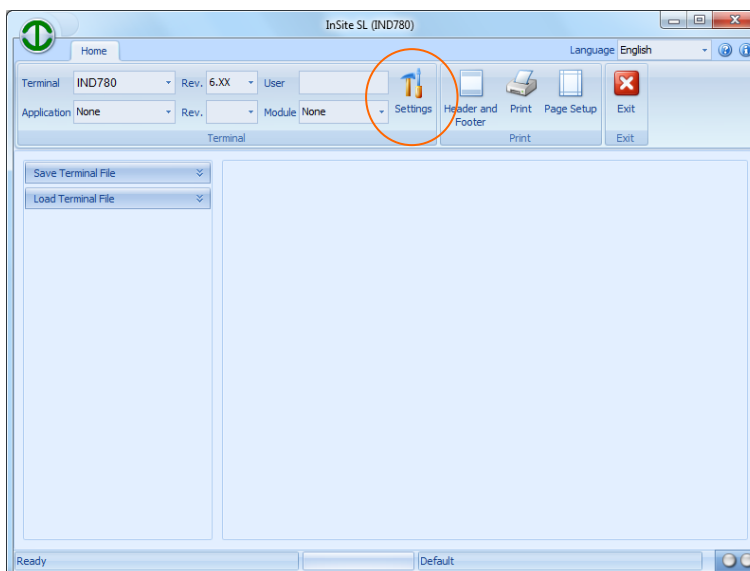 InSite SL (IND780)
Home
Language English
Terminal IND780 Rev. 6.XX User
Application None Rev. Module None
Settings
Header and Footer
Print
Page Setup
Exit
Terminal
Print
Exit
Save Terminal File
Load Terminal File
Ready
Default